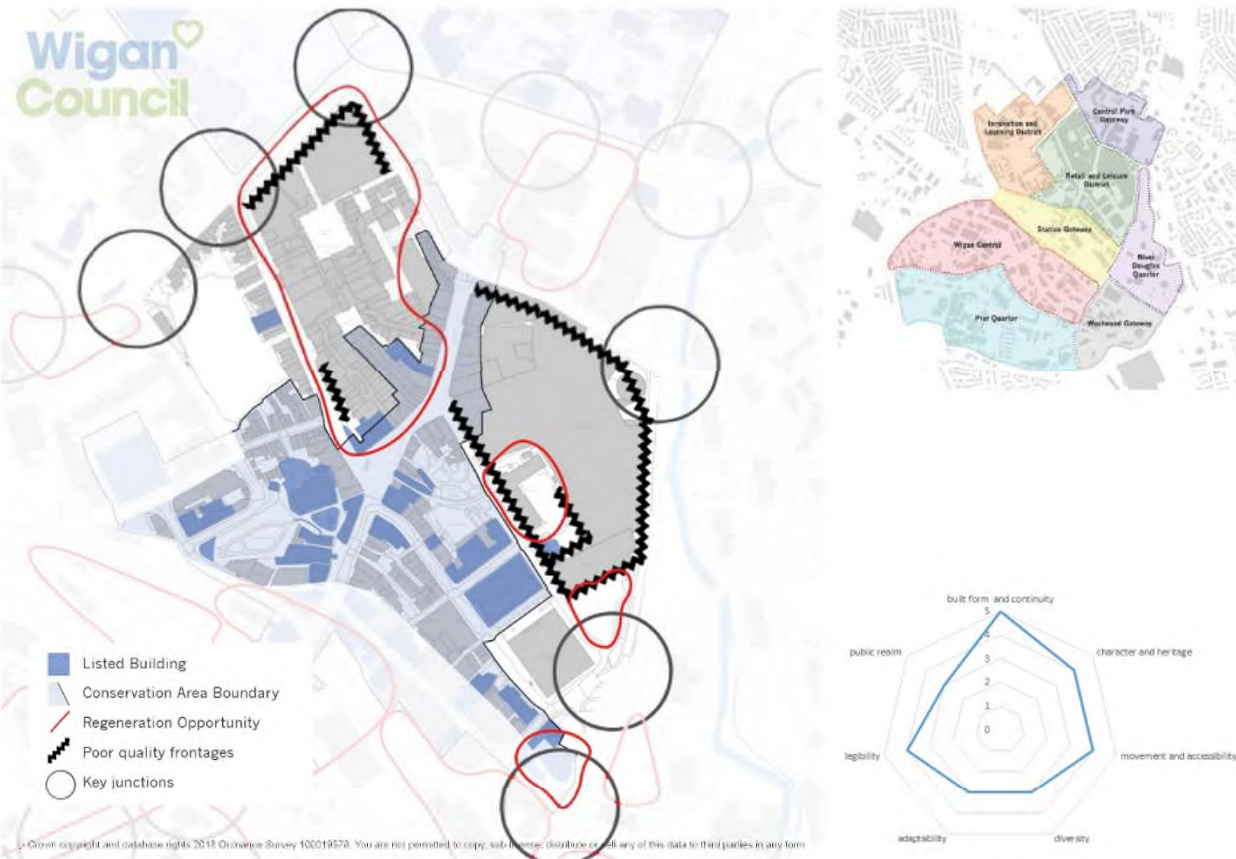 Wigan
Council
Listed Building
Conservation Area Boundary
Regeneration Opportunity
Poor quality frontages
Key junctions
Crown copyright and database rights 2018 Ordnance Survey 100019578. You are not permitted to copy, sub-license, distribute or sell any of this data to third parties in any form
Innovation and
Learning District
Central Park
Gateway
Retail and Leisure
District
Station Gateway
Wigan Central
River
Douglas
Quarter
Pier Quarter
Westwood Gateway
built form and continuity
5
4
3
2
1
0
public realm
character and heritage
legibility
movement and accessibility
adaptability
diversity